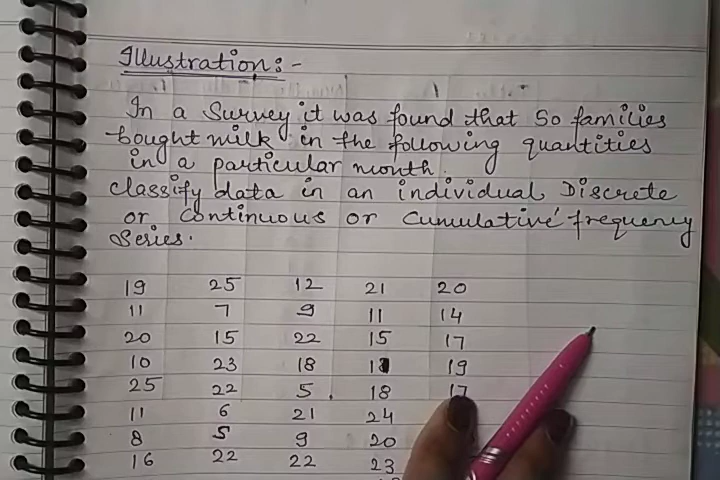 Illustration:-
In a Survey it was found that 50 families
bought milk in the following quantities
in a particular month.
classify data in an individual Discrete
or continuous or Cumulative frequency
Series.
19 25 12 21 20
11 7 9 11 14
20 15 22 15 17
10 23 18 19
25 22 5 18 17
11 6 21 24
8 5 9 20
16 22 22 23